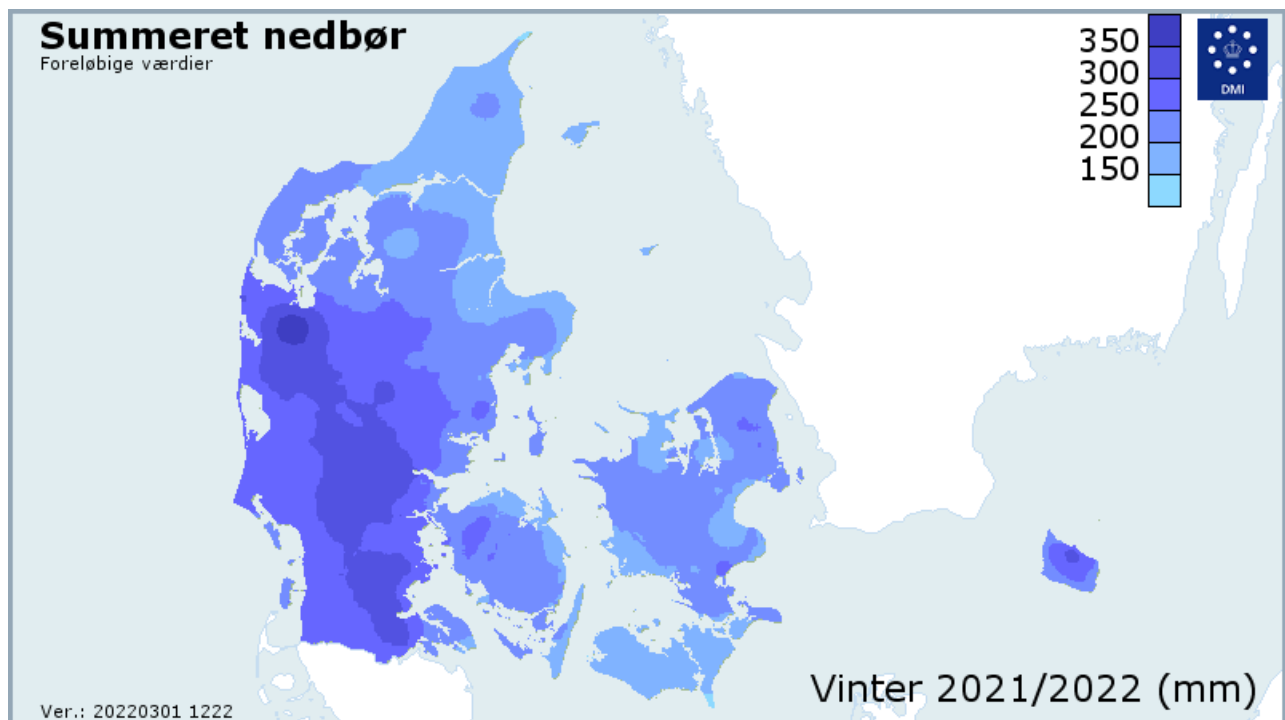 Summeret nedbør
Foreløbige værdier
350
300
250
200
150
DMI
Vinter 2021/2022 (mm)
Ver.: 20220301 1222